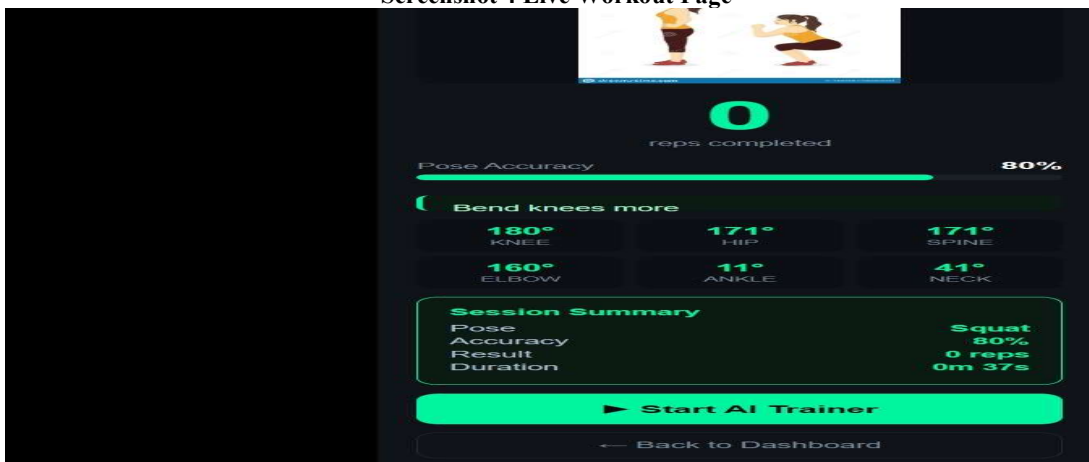 Screenshot 4 Live Workout Page
0
reps completed
Pose Accuracy 80%
Bend knees more
180° 171° 171°
KNEE HIP SPINE
160° 11° 41°
ELBOW ANKLE NECK
Session Summary
Pose Squat
Accuracy 80%
Result 0 reps
Duration 0m 37s
▶ Start AI Trainer
← Back to Dashboard